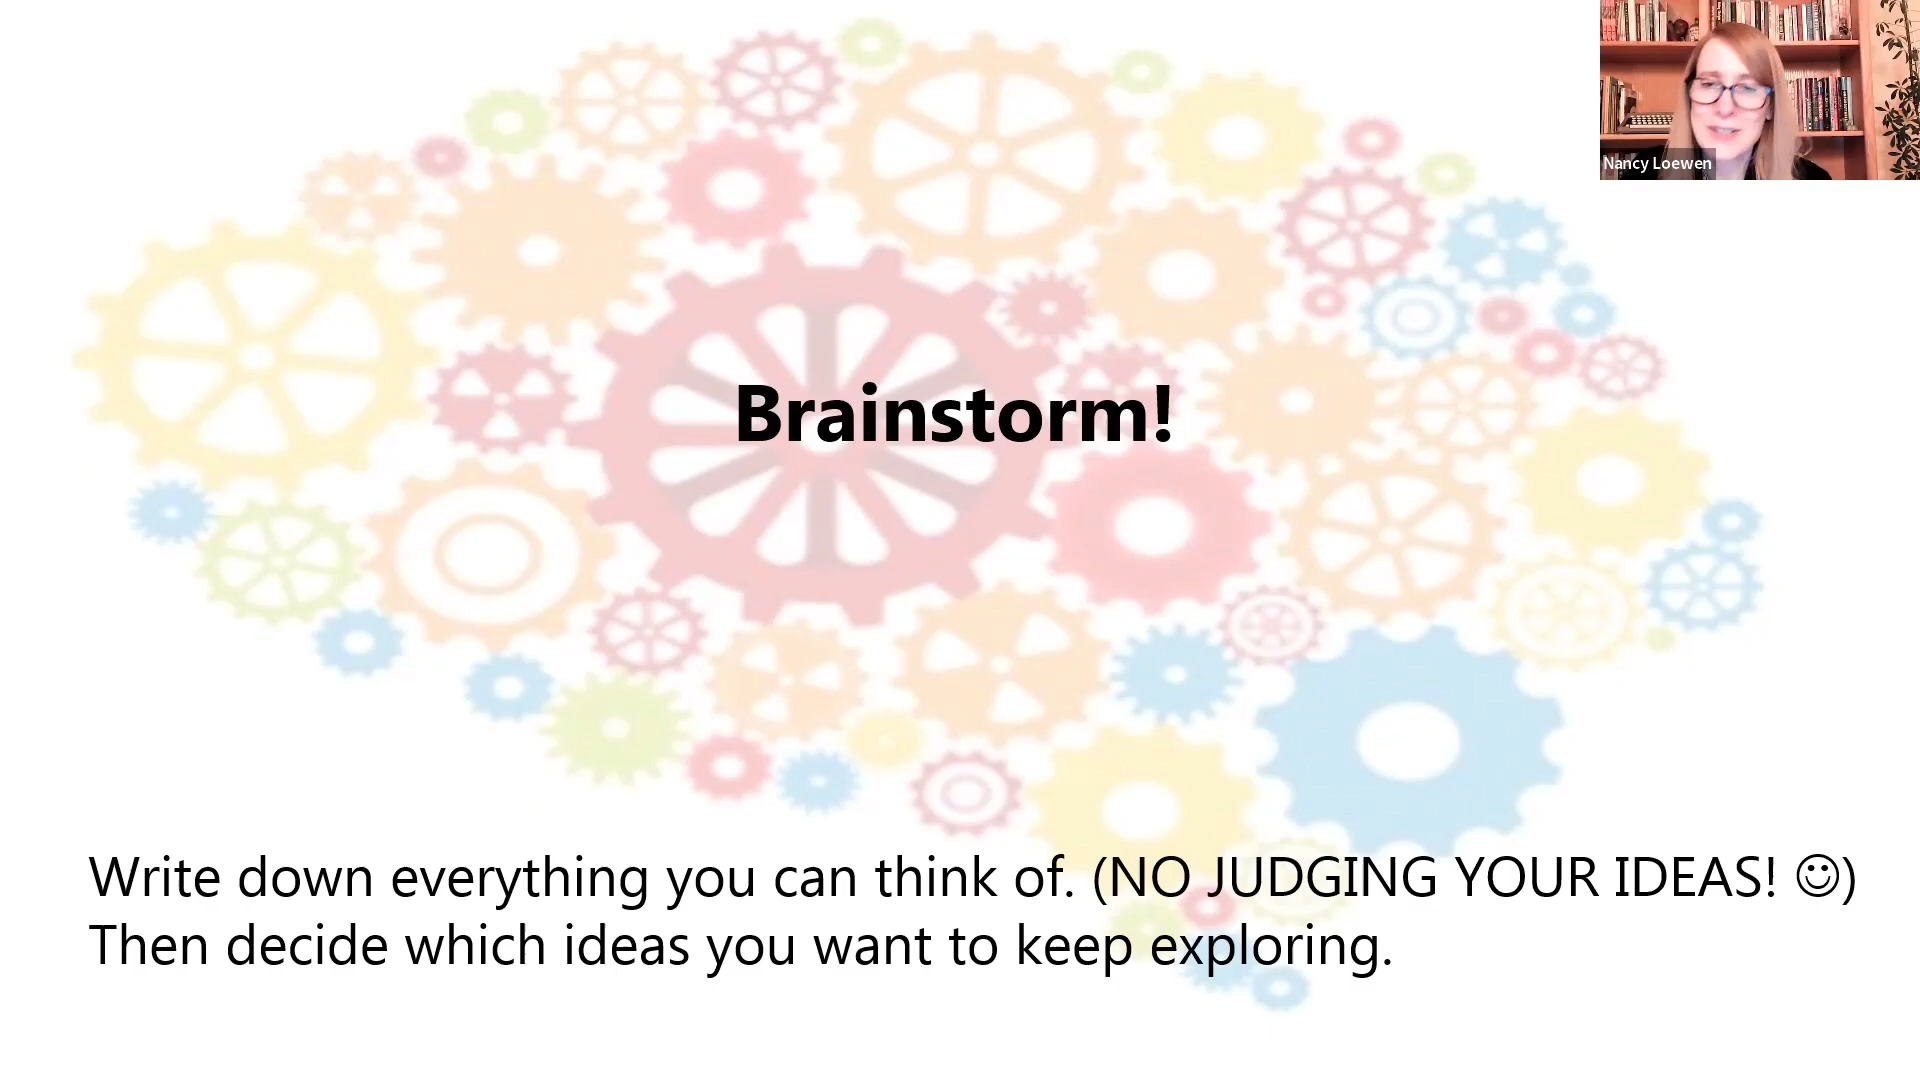 Nancy Loewen
Brainstorm!
Write down everything you can think of. (NO JUDGING YOUR IDEAS! ☺)
Then decide which ideas you want to keep exploring.